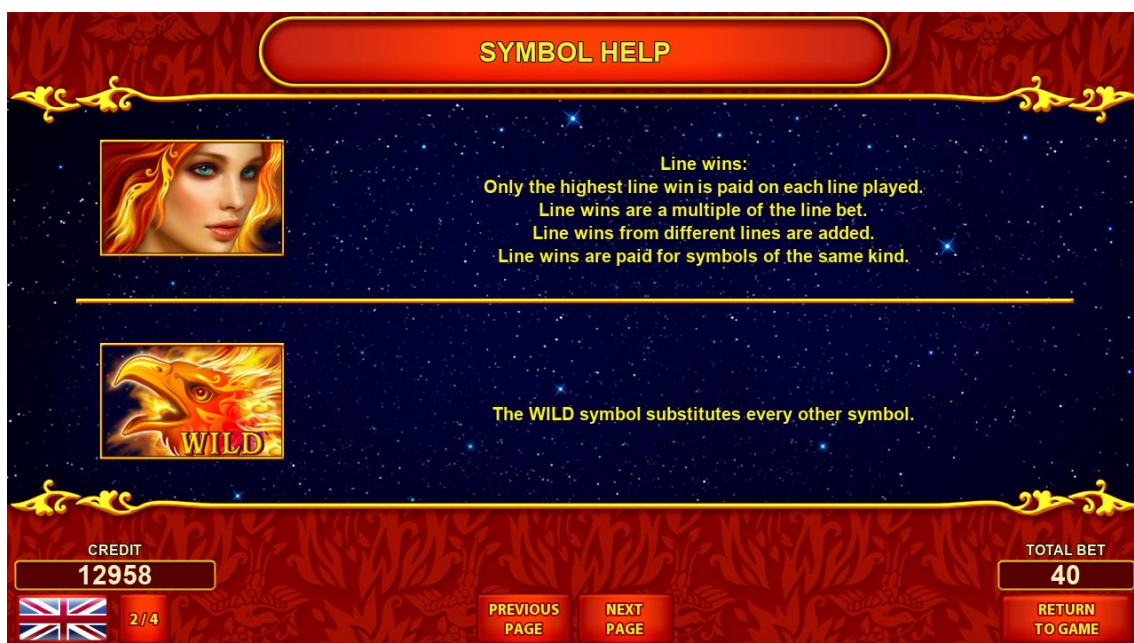 SYMBOL HELP
Line wins:
Only the highest line win is paid on each line played.
Line wins are a multiple of the line bet.
Line wins from different lines are added.
Line wins are paid for symbols of the same kind.
WILD
The WILD symbol substitutes every other symbol.
CREDIT
12958
TOTAL BET
40
2/4
PREVIOUS
PAGE
NEXT
PAGE
RETURN
TO GAME